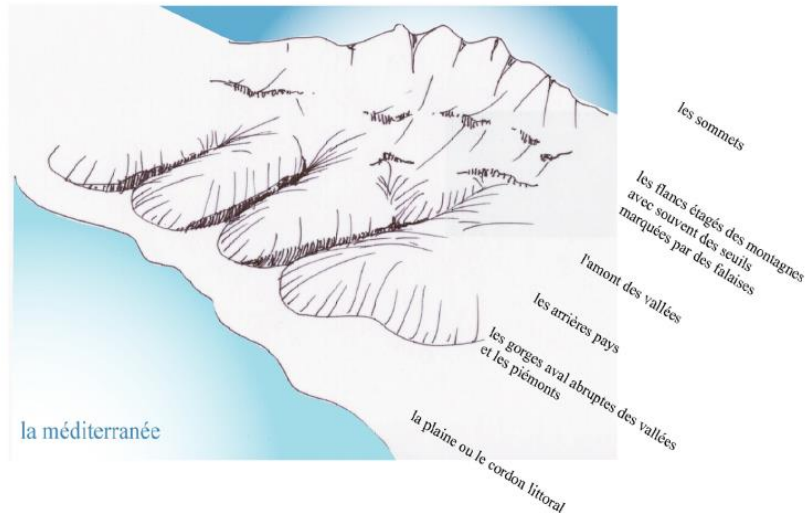 les sommets
les flancs étagés des montagnes
avec souvent des seuils
marquées par des falaises
l'amont des vallées
les arrières pays
les gorges aval abruptes des vallées
et les piémonts
la plaine ou le cordon littoral
la méditerranée